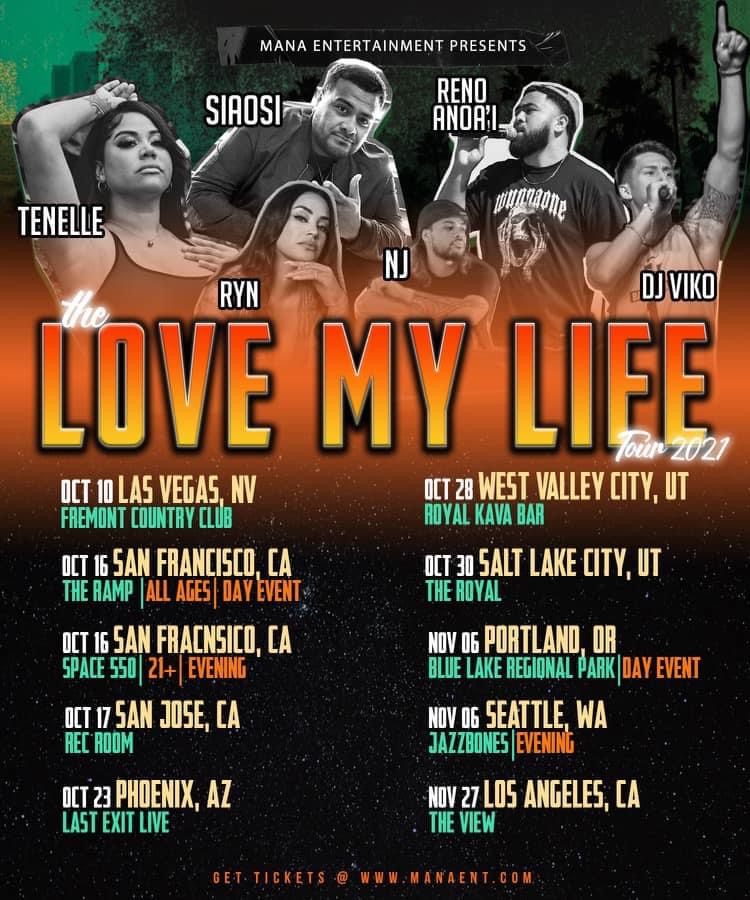 MANA ENTERTAINMENT PRESENTS
SIAOSI
RENO
ANOA'I
TENELLE
RYN
NJ
DJ VIKO
the
LOVE MY LIFE
Tour 2021
OCT 10 LAS VEGAS, NV
FREMONT COUNTRY CLUB
OCT 16 SAN FRANCISCO, CA
THE RAMP | ALL AGES | DAY EVENT
OCT 16 SAN FRACNSICO, CA
SPACE 550 | 21+ | EVENING
OCT 17 SAN JOSE, CA
REC ROOM
OCT 23 PHOENIX, AZ
LAST EXIT LIVE
OCT 28 WEST VALLEY CITY, UT
ROYAL KAVA BAR
OCT 30 SALT LAKE CITY, UT
THE ROYAL
NOV 06 PORTLAND, OR
BLUE LAKE REGIONAL PARK | DAY EVENT
NOV 06 SEATTLE, WA
JAZZBONES | EVENING
NOV 27 LOS ANGELES, CA
THE VIEW
GET TICKETS @ WWW.MANAENT.COM